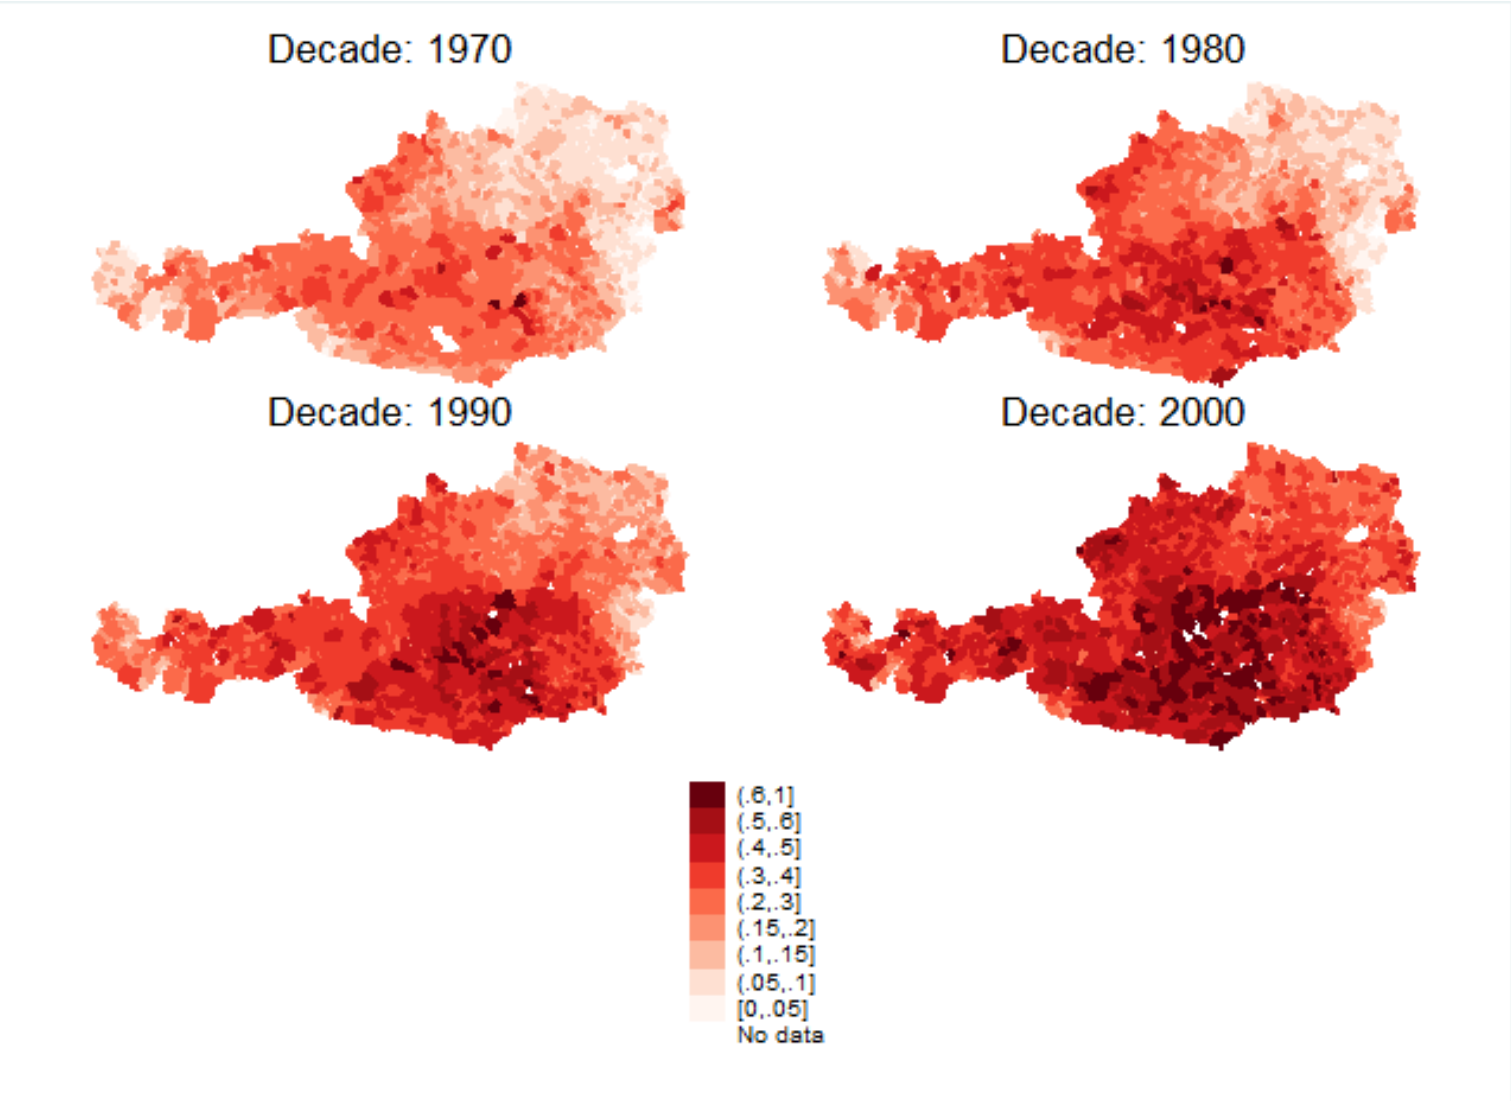 Decade: 1970
Decade: 1980
Decade: 1990
Decade: 2000
(.6,1]
(.5,.6]
(.4,.5]
(.3,.4]
(.2,.3]
(.15,.2]
(.1,.15]
(.05,.1]
[0,.05]
No data